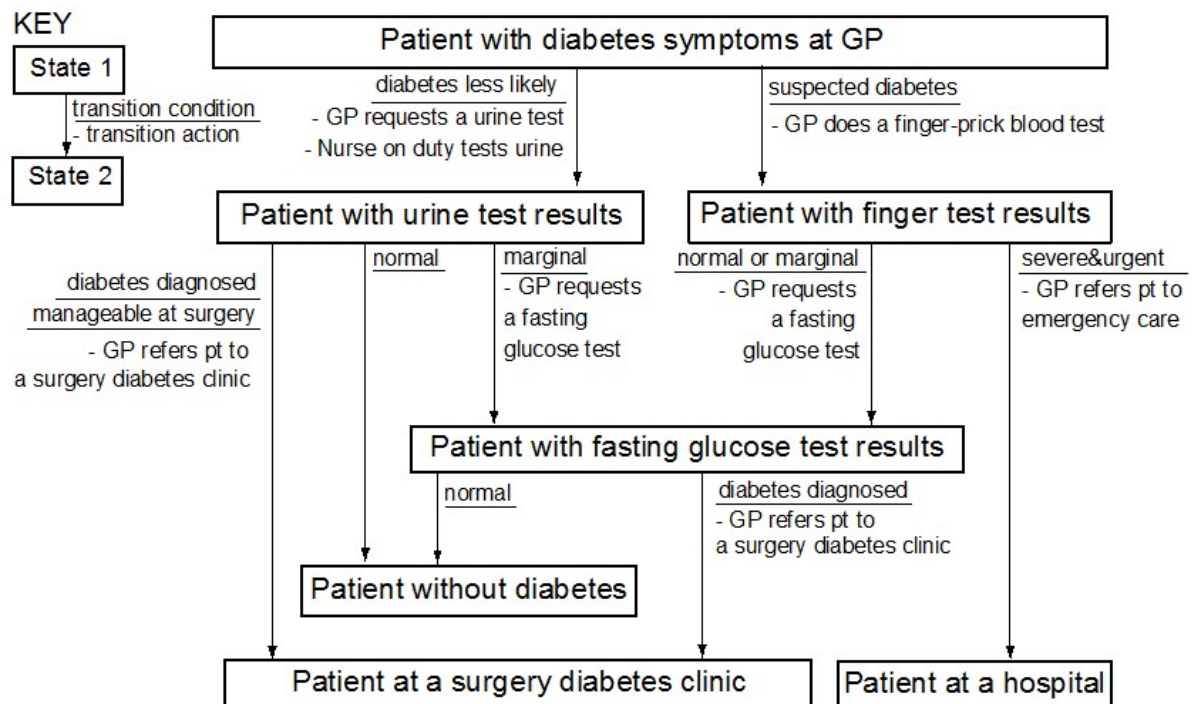 KEY
State 1
transition condition
- transition action
State 2
Patient with diabetes symptoms at GP
diabetes less likely
- GP requests a urine test
- Nurse on duty tests urine
suspected diabetes
- GP does a finger-prick blood test
Patient with urine test results
Patient with finger test results
diabetes diagnosed
manageable at surgery
- GP refers pt to
a surgery diabetes clinic
normal
marginal
- GP requests
a fasting
glucose test
normal or marginal
- GP requests
a fasting
glucose test
severe&urgent
- GP refers pt to
emergency care
Patient with fasting glucose test results
normal
diabetes diagnosed
- GP refers pt to
a surgery diabetes clinic
Patient without diabetes
Patient at a surgery diabetes clinic
Patient at a hospital